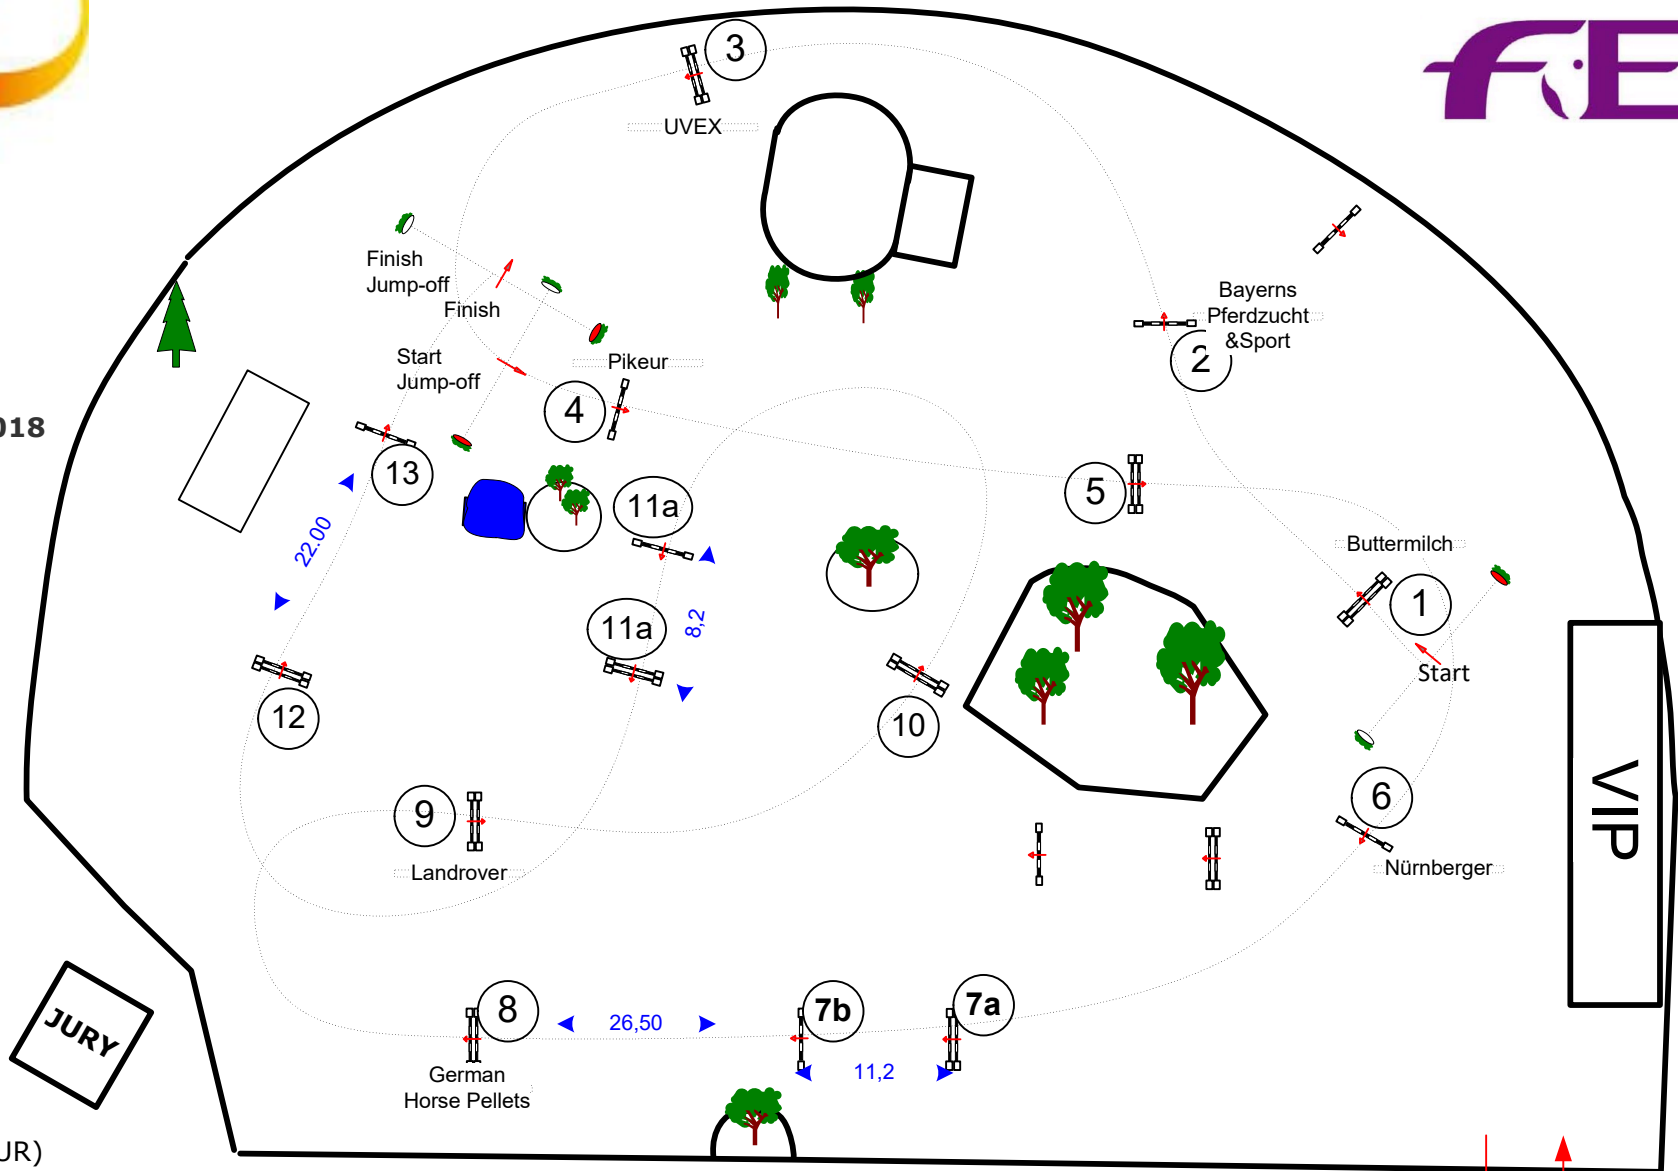 3
UVEX
FE
Finish
Jump-off
Finish
Bayerns
Pferdzucht
&Sport
2
Start
Jump-off
Pikeur
4
018
13
11a
5
22.00
Buttermilch
1
11a
8,2
Start
12
10
VIP
9
6
Landrover
Nürnberger
8
26,50
7b
7a
JURY
11,2
German
Horse Pellets
UR)